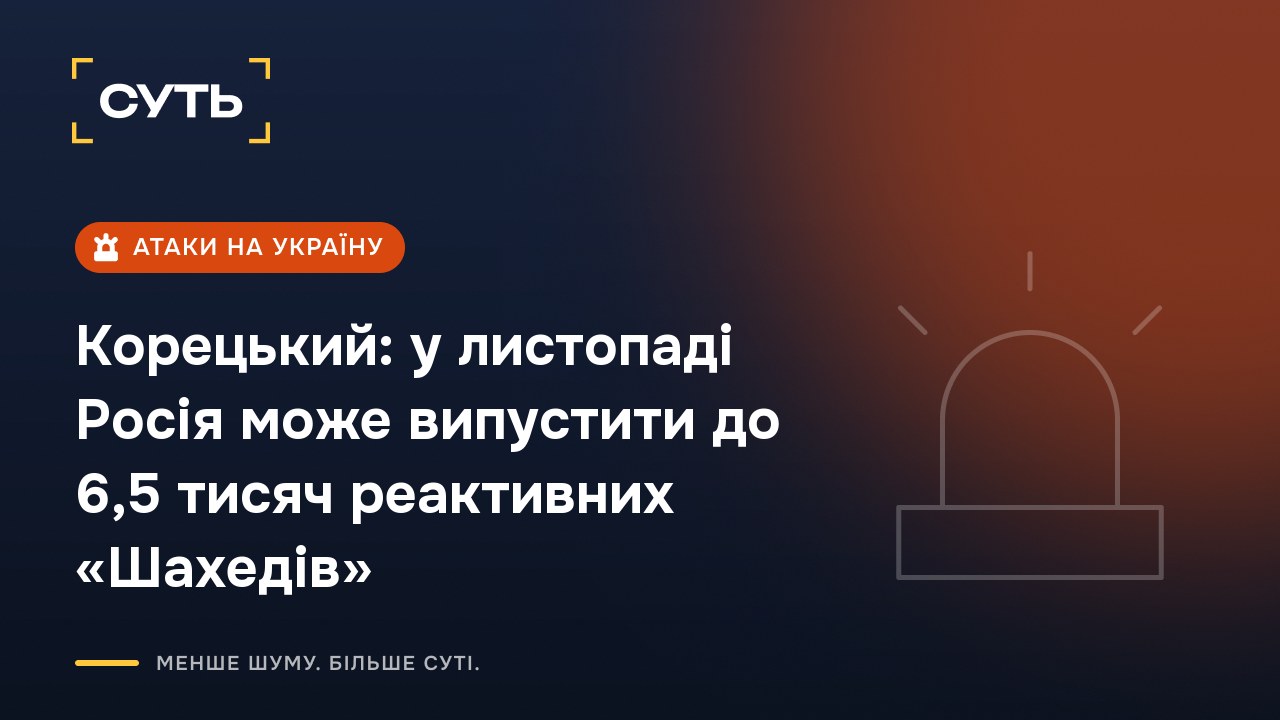 СУТЬ
АТАКИ НА УКРАЇНУ
Корецький: у листопаді
Росія може випустити до
6,5 тисяч реактивних
«Шахедів»
МЕНШЕ ШУМУ. БІЛЬШЕ СУТІ.